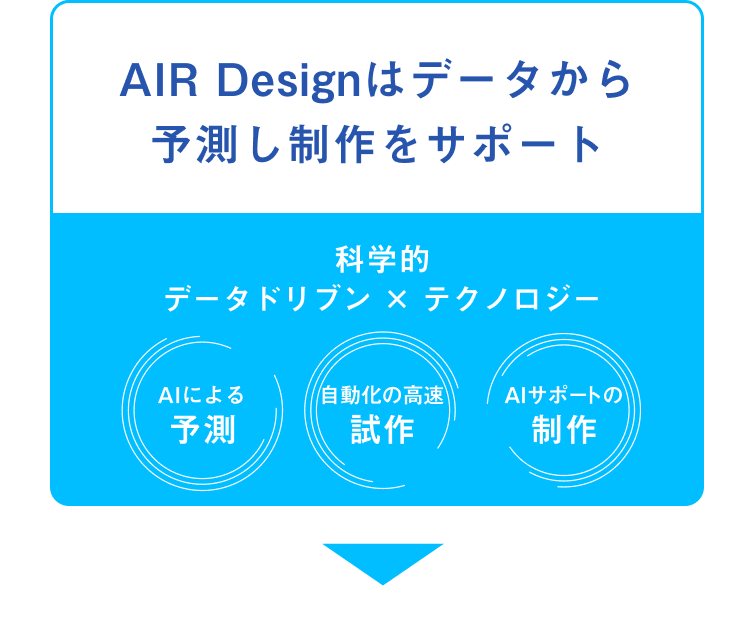 AIR Designはデータから
予測し制作をサポート
科学的
データドリブン × テクノロジー
AIによる
予測
自動化の高速
試作
AIサポートの
制作